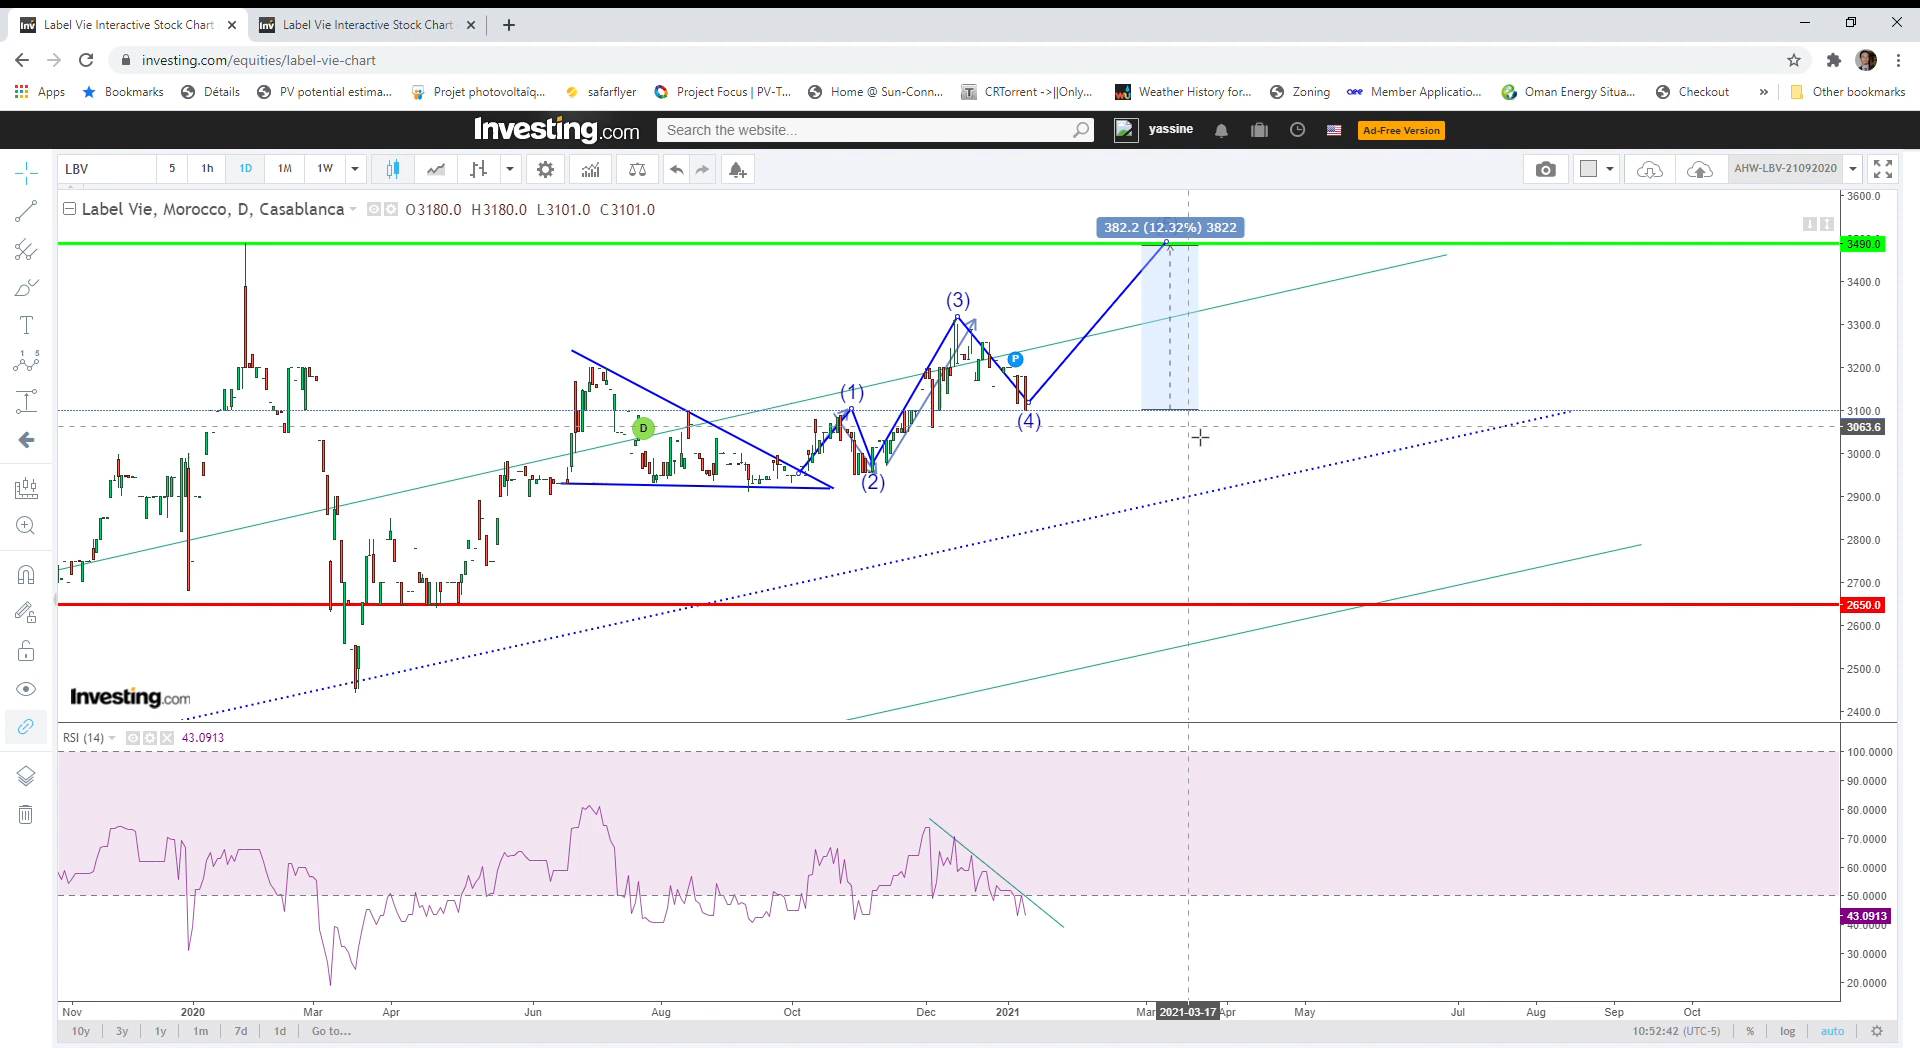 Label Vie Interactive Stock Chart
Label Vie Interactive Stock Chart
investing.com/equities/label-vie-chart
Apps Bookmarks Détails PV potential estima... Projet photovoltaïq... safarflyer Project Focus | PV-T... Home @ Sun-Conn... CRTorrent ->||Only... Weather History for... Zoning Member Applicatio... Oman Energy Situa... Checkout » Other bookmarks
Investing.com Search the website... yassine Ad-Free Version
LBV 5 1h 1D 1M 1W AHW-LBV-21092020
Label Vie, Morocco, D, Casablanca O3180.0 H3180.0 L3101.0 C3101.0
382.2 (12.32%) 3822
3600.0
3490.0
3400.0
3300.0
3200.0
3100.0
3063.6
3000.0
2900.0
2800.0
2700.0
2650.0
2600.0
2500.0
2400.0
(1)
(2)
(3)
(4)
P
D
Investing.com
RSI (14) 43.0913
100.0000
90.0000
80.0000
70.0000
60.0000
50.0000
43.0913
40.0000
30.0000
20.0000
Nov 2020 Mar Apr Jun Aug Oct Dec 2021 Mar 2021-03-17 Apr May Jul Aug Sep Oct
10y 3y 1y 1m 7d 1d Go to... 10:52:42 (UTC-5) % log auto